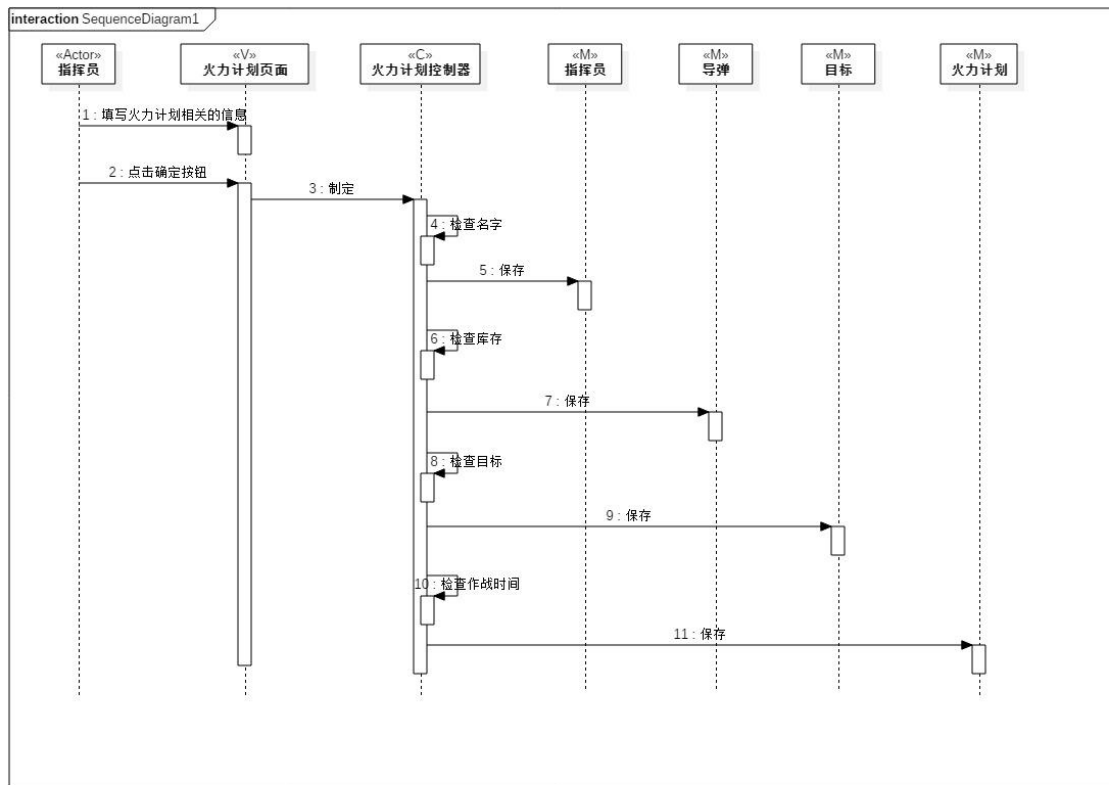 interaction SequenceDiagram1
«Actor»
指挥员
«V»
火力计划页面
«C»
火力计划控制器
«M»
指挥员
«M»
导弹
«M»
目标
«M»
火力计划
1 : 填写火力计划相关的信息
2 : 点击确定按钮
3 : 制定
4 : 检查名字
5 : 保存
6 : 检查库存
7 : 保存
8 : 检查目标
9 : 保存
10 : 检查作战时间
11 : 保存